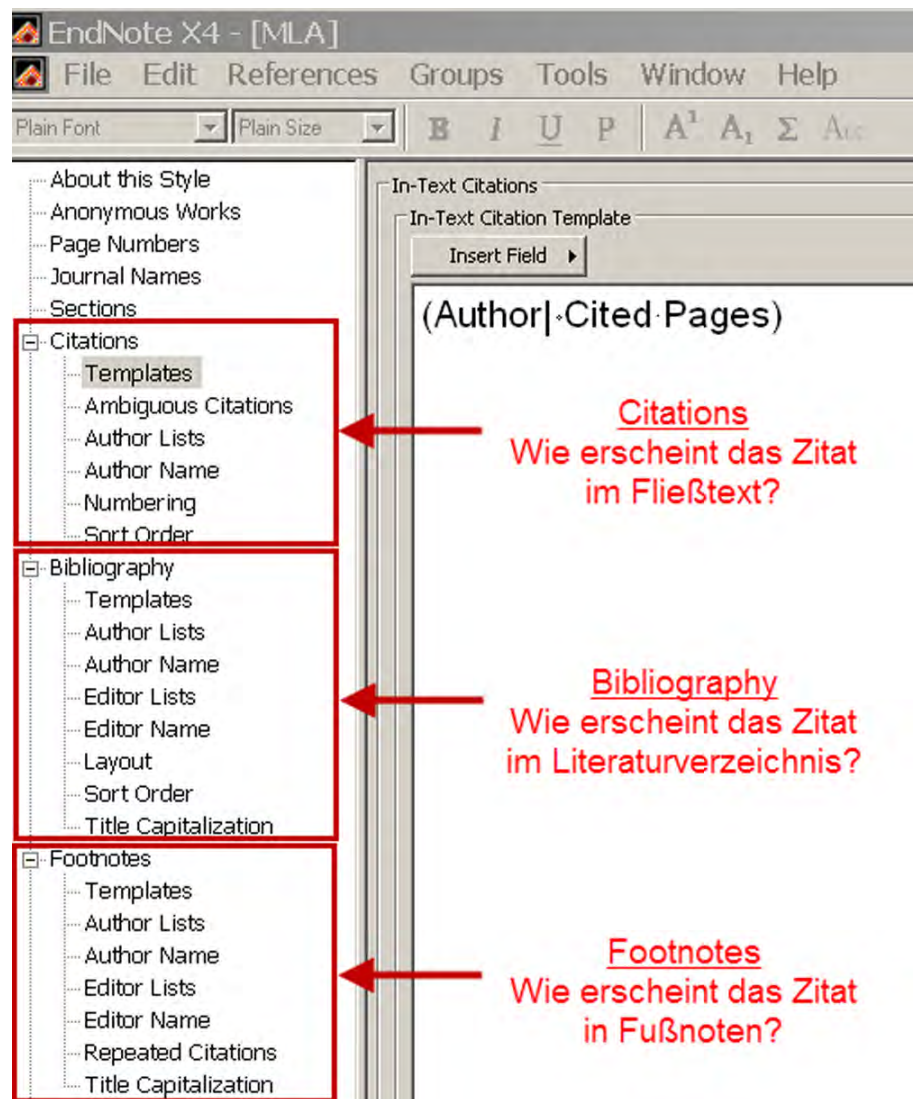 EndNote X4 - [MLA]
File Edit References Groups Tools Window Help
Plain Font Plain Size B I U P A¹ A₁ Σ
About this Style
Anonymous Works
Page Numbers
Journal Names
Sections
Citations
Templates
Ambiguous Citations
Author Lists
Author Name
Numbering
Sort Order
Bibliography
Templates
Author Lists
Author Name
Editor Lists
Editor Name
Layout
Sort Order
Title Capitalization
Footnotes
Templates
Author Lists
Author Name
Editor Lists
Editor Name
Repeated Citations
Title Capitalization
In-Text Citations
In-Text Citation Template
Insert Field
(Author|·Cited·Pages)
Citations
Wie erscheint das Zitat
im Fließtext?
Bibliography
Wie erscheint das Zitat
im Literaturverzeichnis?
Footnotes
Wie erscheint das Zitat
in Fußnoten?